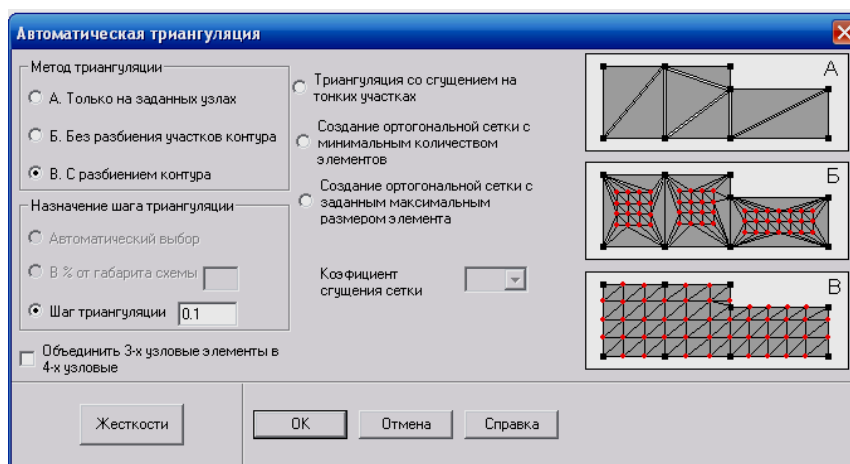 Автоматическая триангуляция
Метод триангуляции
А. Только на заданных узлах
Б. Без разбиения участков контура
В. С разбиением контура
Назначение шага триангуляции
Автоматический выбор
В % от габарита схемы
Шаг триангуляции 0.1
Объединить 3-х узловые элементы в
4-х узловые
Триангуляция со сгущением на
тонких участках
Создание ортогональной сетки с
минимальным количеством
элементов
Создание ортогональной сетки с
заданным максимальным
размером элемента
Коэфициент
сгущения сетки
А
Б
В
Жесткости
OK
Отмена
Справка